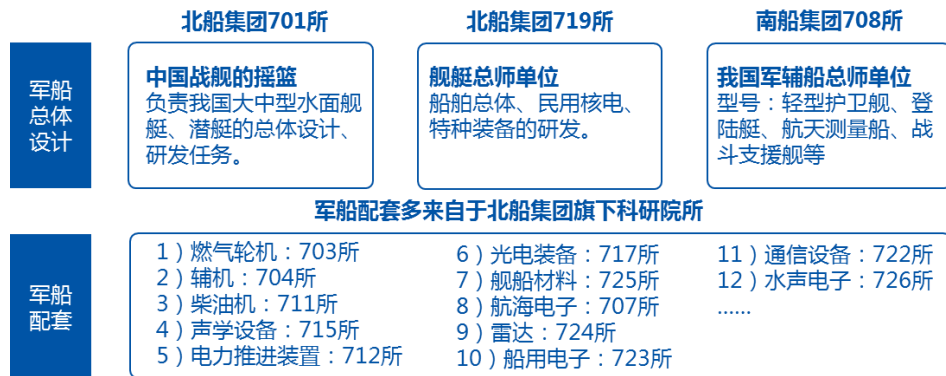 北船集团701所
北船集团719所
南船集团708所
军船
总体
设计
中国战舰的摇篮
负责我国大中型水面舰
艇、潜艇的总体设计、
研发任务。
舰艇总师单位
船舶总体、民用核电、
特种装备的研发。
我国军辅船总师单位
型号：轻型护卫舰、登
陆艇、航天测量船、战
斗支援舰等
军船配套多来自于北船集团旗下科研院所
军船
配套
1）燃气轮机：703所
2）辅机：704所
3）柴油机：711所
4）声学设备：715所
5）电力推进装置：712所
6）光电装备：717所
7）舰船材料：725所
8）航海电子：707所
9）雷达：724所
10）船用电子：723所
11）通信设备：722所
12）水声电子：726所
......